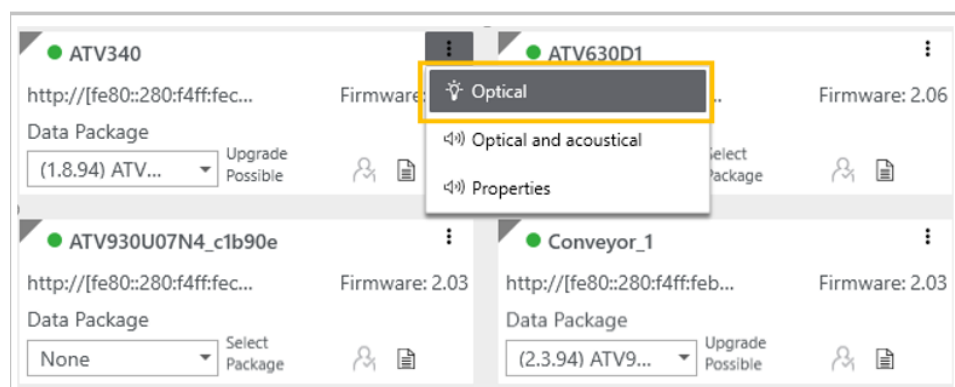 ATV340
ATV630D1
http://[fe80::280:f4ff:fec...
Firmware:
..
Firmware: 2.06
Optical
Data Package
Optical and acoustical
(1.8.94) ATV...
Upgrade
Possible
Select
Package
Properties
ATV930U07N4_c1b90e
Conveyor_1
http://[fe80::280:f4ff:fec...
Firmware: 2.03
http://[fe80::280:f4ff:feb...
Firmware: 2.03
Data Package
Data Package
None
Select
Package
(2.3.94) ATV9...
Upgrade
Possible